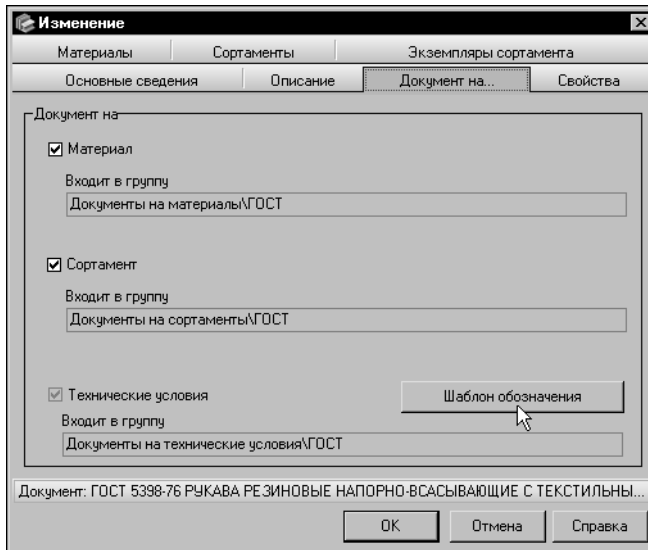 Изменение
Материалы Сортаменты Экземпляры сортамента
Основные сведения Описание Документ на... Свойства
Документ на
Материал
Входит в группу
Документы на материалы\ГОСТ
Сортамент
Входит в группу
Документы на сортаменты\ГОСТ
Технические условия Шаблон обозначения
Входит в группу
Документы на технические условия\ГОСТ
Документ: ГОСТ 5398-76 РУКАВА РЕЗИНОВЫЕ НАПОРНО-ВСАСЫВАЮЩИЕ С ТЕКСТИЛЬНЫ...
OK Отмена Справка